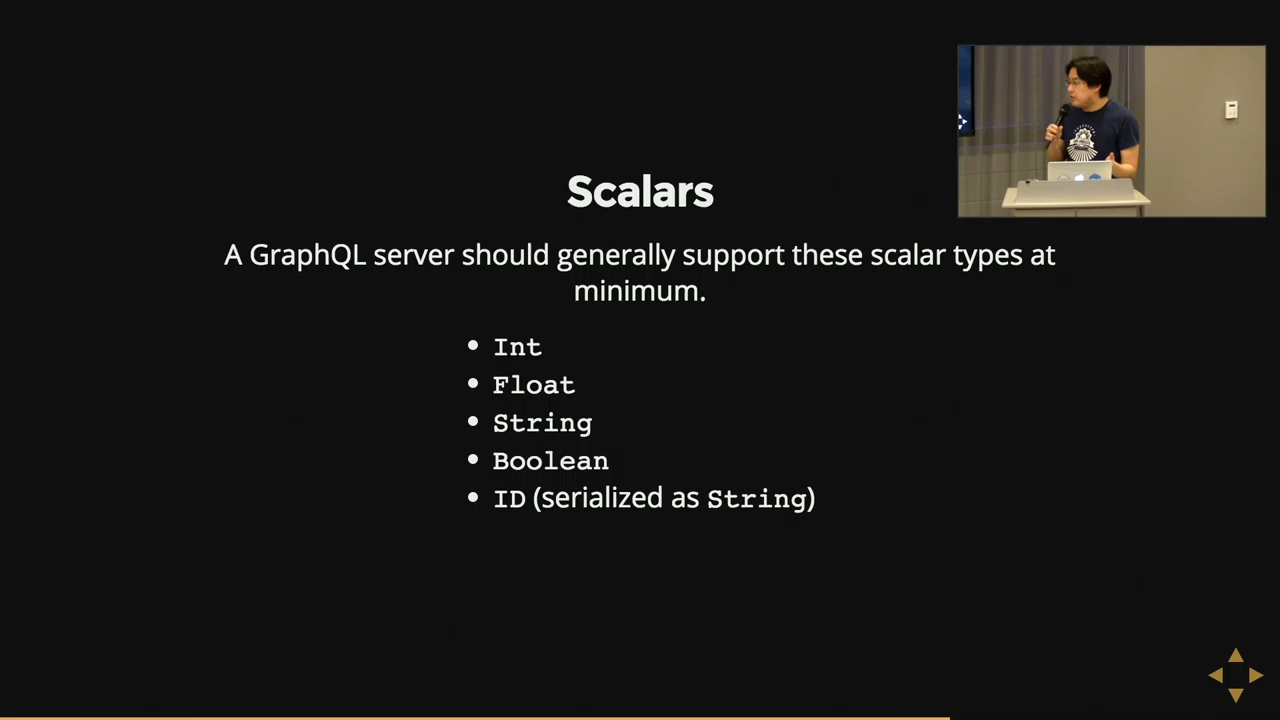 Scalars
A GraphQL server should generally support these scalar types at
minimum.
• Int
• Float
• String
• Boolean
• ID (serialized as String)